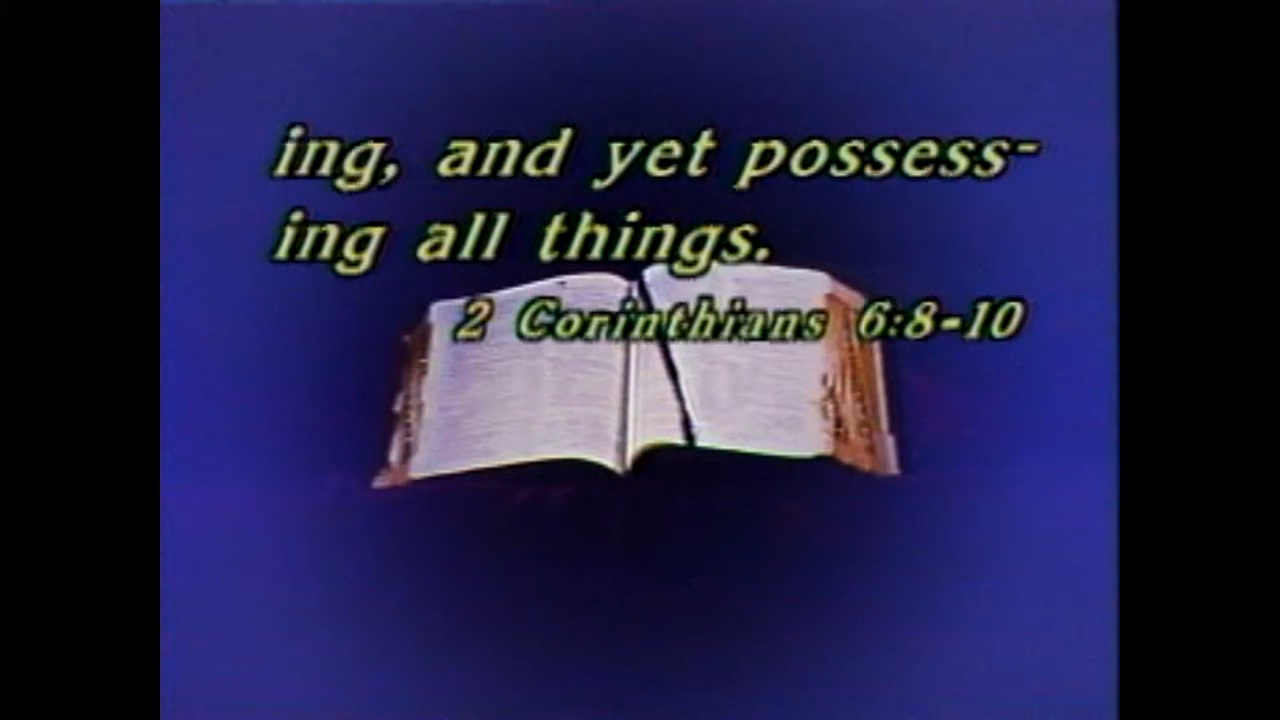 ing, and yet possess-
ing all things.
2 Corinthians 6:8-10